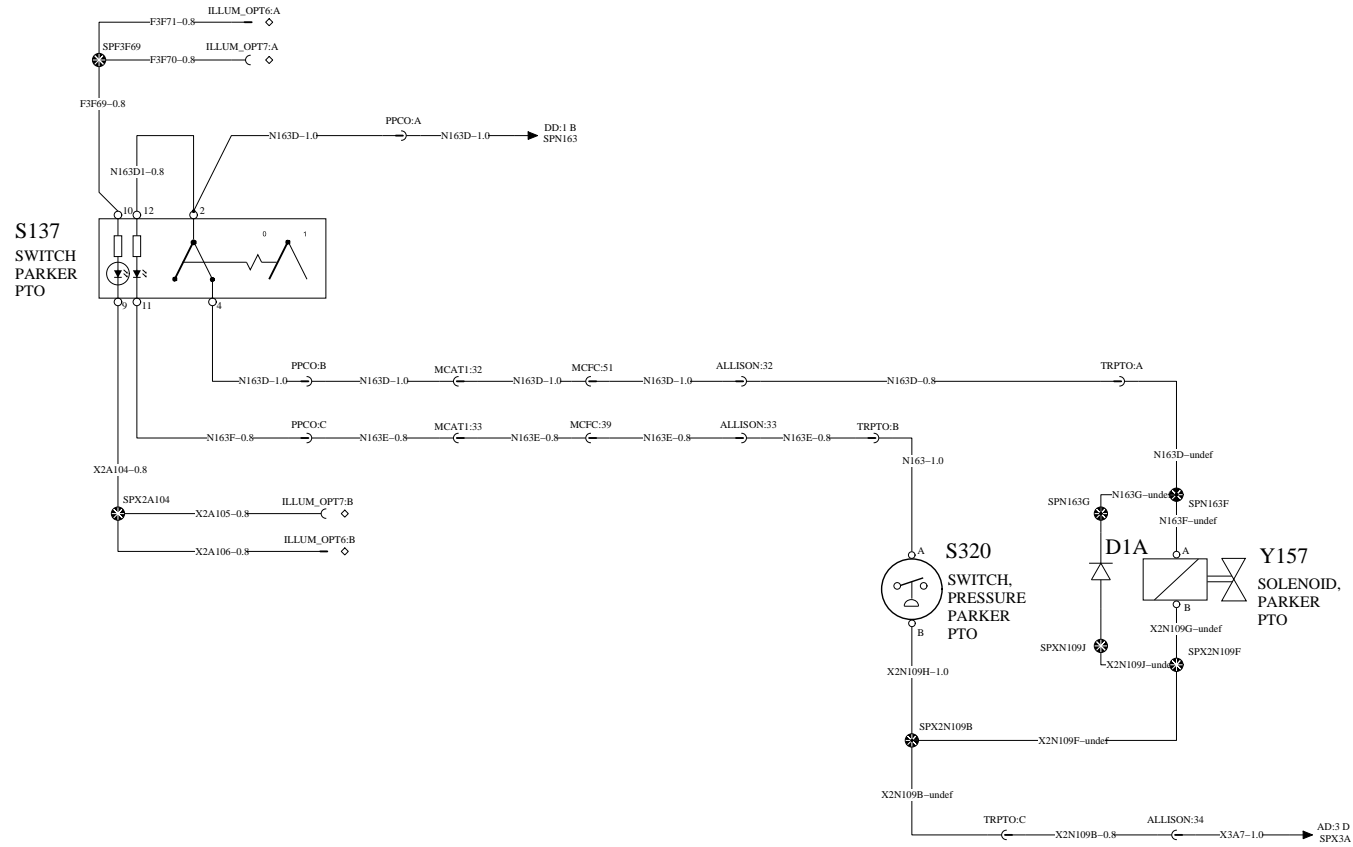 ILLUM_OPT6:A
F3F71–0.8
SPF3F69
ILLUM_OPT7:A
F3F70–0.8
F3F69–0.8
PPCO:A
N163D–1.0
N163D–1.0
DD:1 B
SPN163
N163D1–0.8
10
12
2
S137
SWITCH
PARKER
PTO
0
1
9
11
4
PPCO:B
MCAT1:32
MCFC:51
ALLISON:32
TRPTO:A
N163D–1.0
N163D–1.0
N163D–1.0
N163D–1.0
N163D–0.8
PPCO:C
MCAT1:33
MCFC:39
ALLISON:33
TRPTO:B
N163F–0.8
N163E–0.8
N163E–0.8
N163E–0.8
N163E–0.8
N163–1.0
N163D–undef
X2A104–0.8
SPX2A104
ILLUM_OPT7:B
X2A105–0.8
ILLUM_OPT6:B
X2A106–0.8
SPN163G
N163G–undef
SPN163F
N163F–undef
A
S320
SWITCH,
PRESSURE
PARKER
PTO
B
D1A
A
Y157
SOLENOID,
PARKER
PTO
B
X2N109G–undef
SPXN109J
SPX2N109F
X2N109J–undef
X2N109H–1.0
SPX2N109B
X2N109F–undef
X2N109B–undef
TRPTO:C
ALLISON:34
X2N109B–0.8
X3A7–1.0
AD:3 D
SPX3A